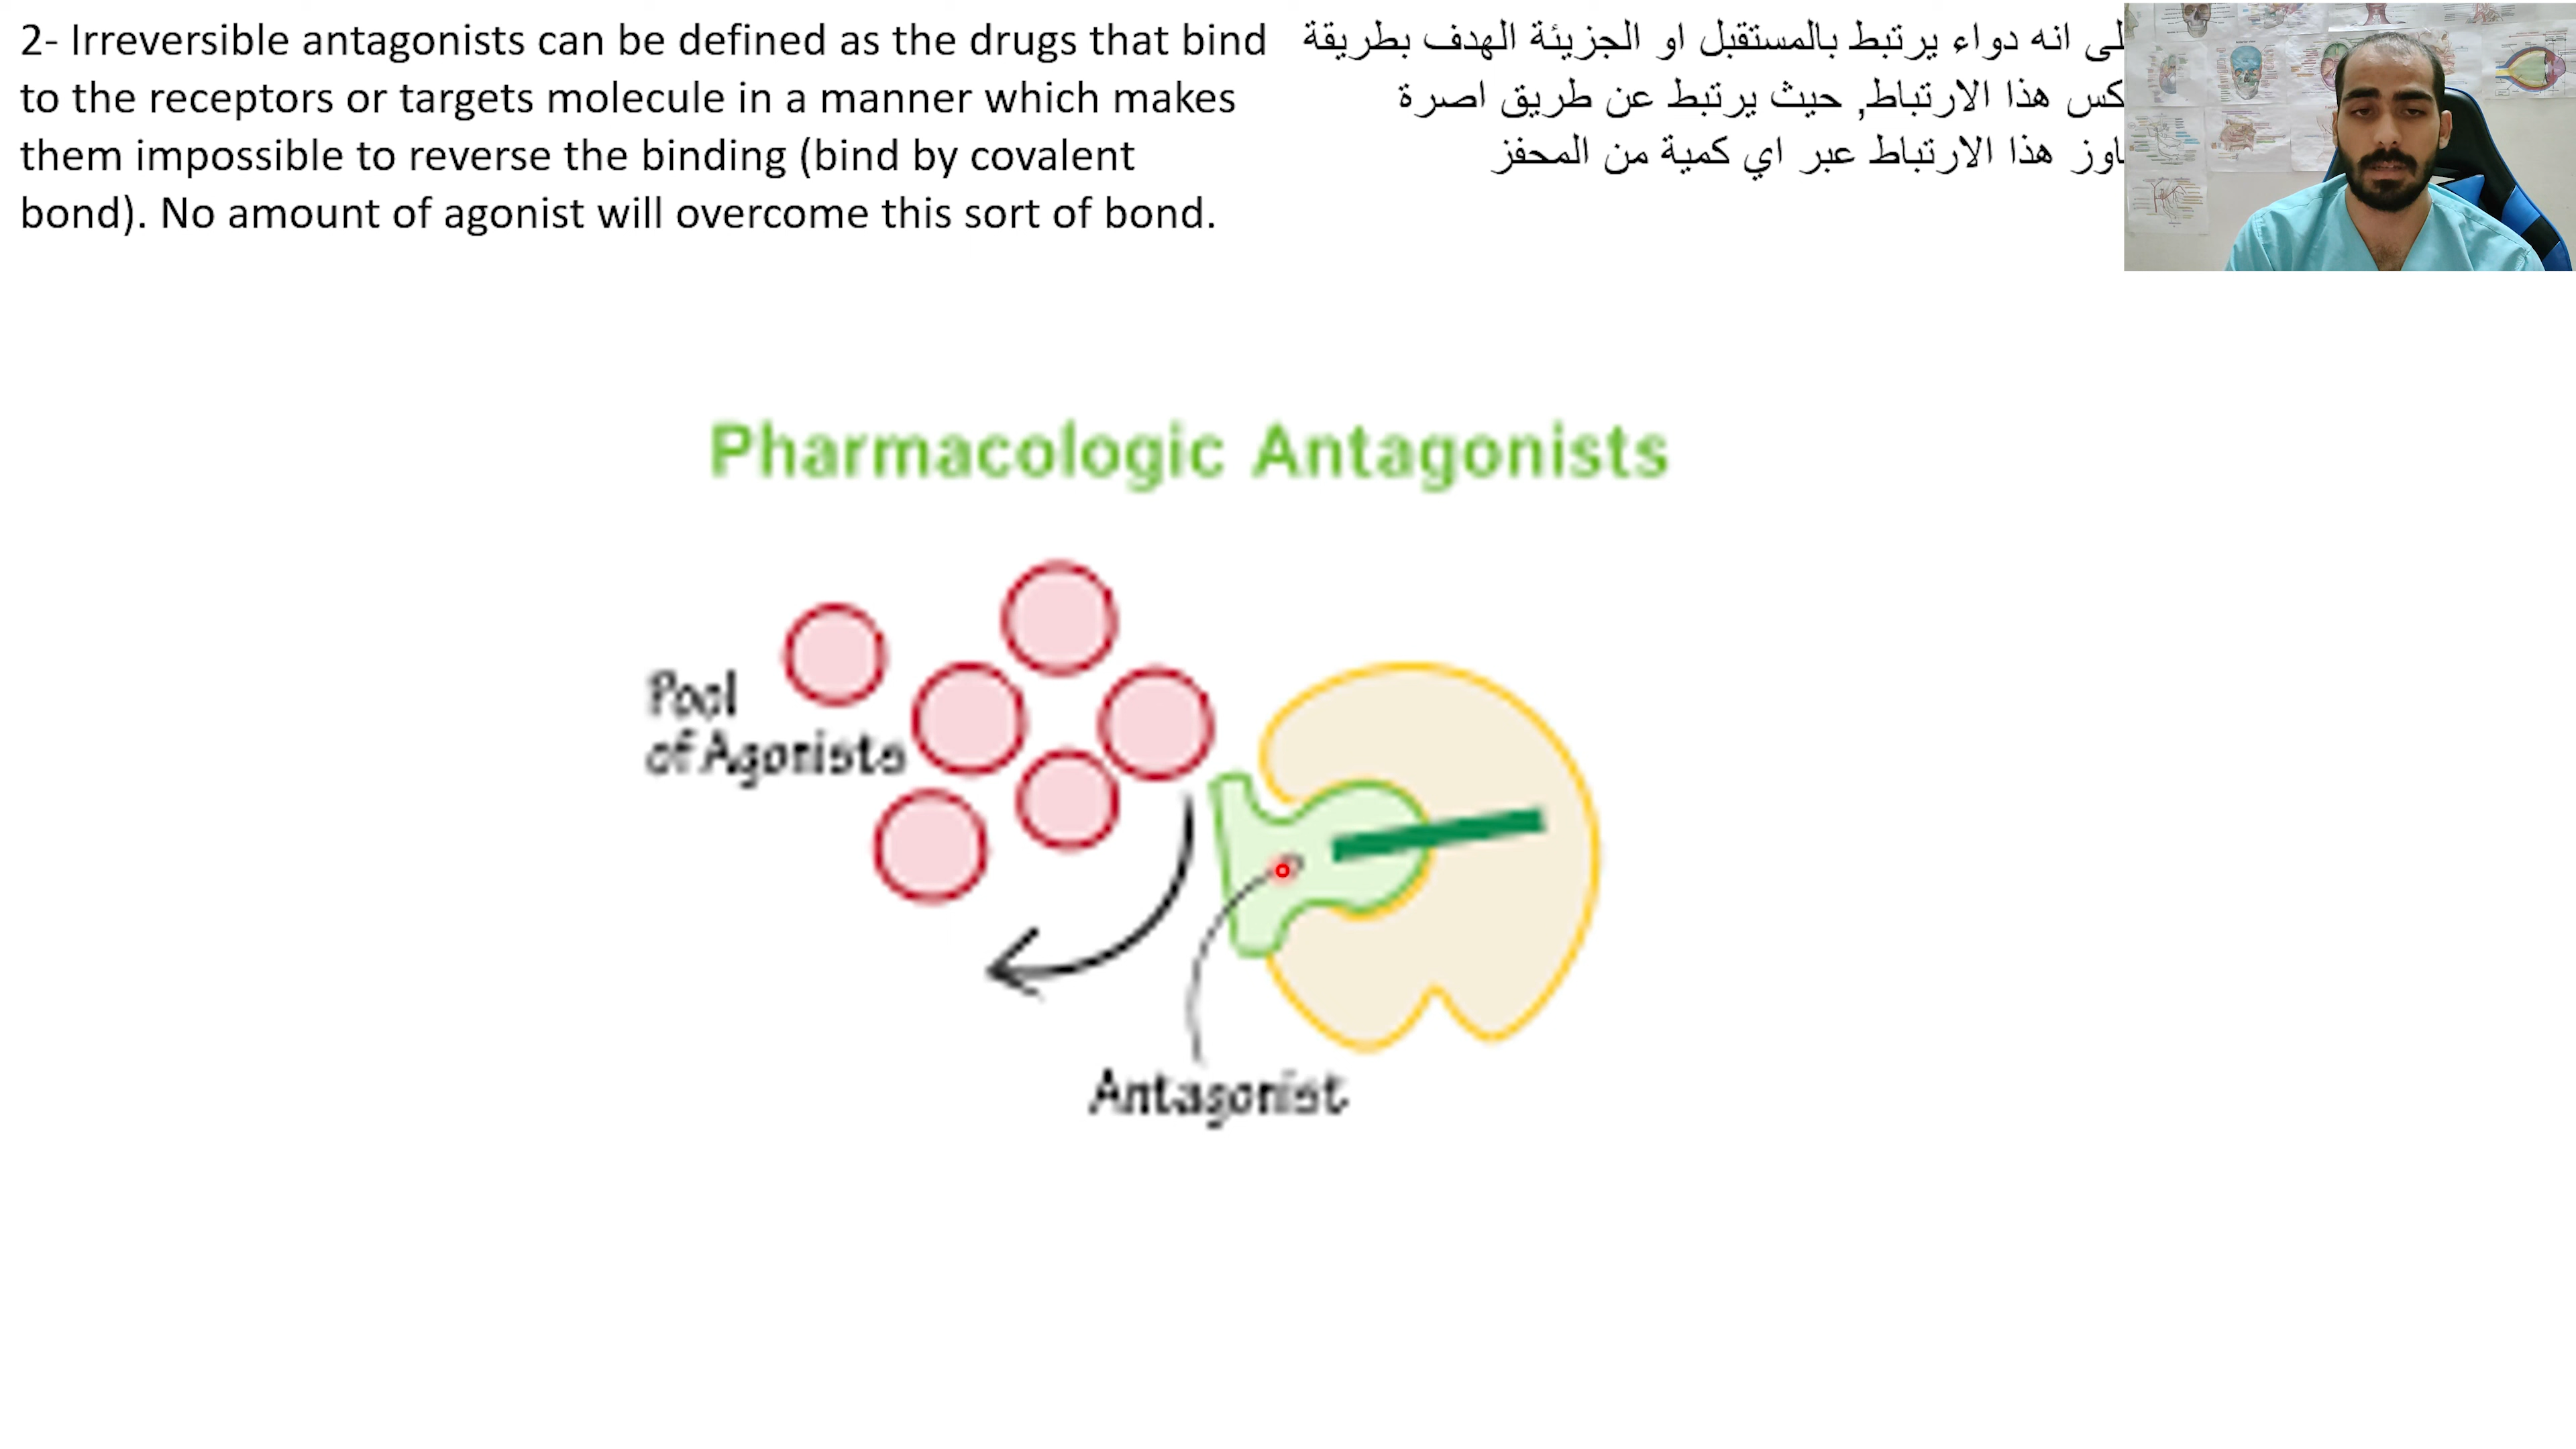 2- Irreversible antagonists can be defined as the drugs that bind
to the receptors or targets molecule in a manner which makes
them impossible to reverse the binding (bind by covalent
bond). No amount of agonist will overcome this sort of bond.
انه دواء يرتبط بالمستقبل او الجزيئة الهدف بطريقة
هذا الارتباط, حيث يرتبط عن طريق اصرة
هذا الارتباط عبر اي كمية من المحفز
Pharmacologic Antagonists
Pool
of Agonists
Antagonist